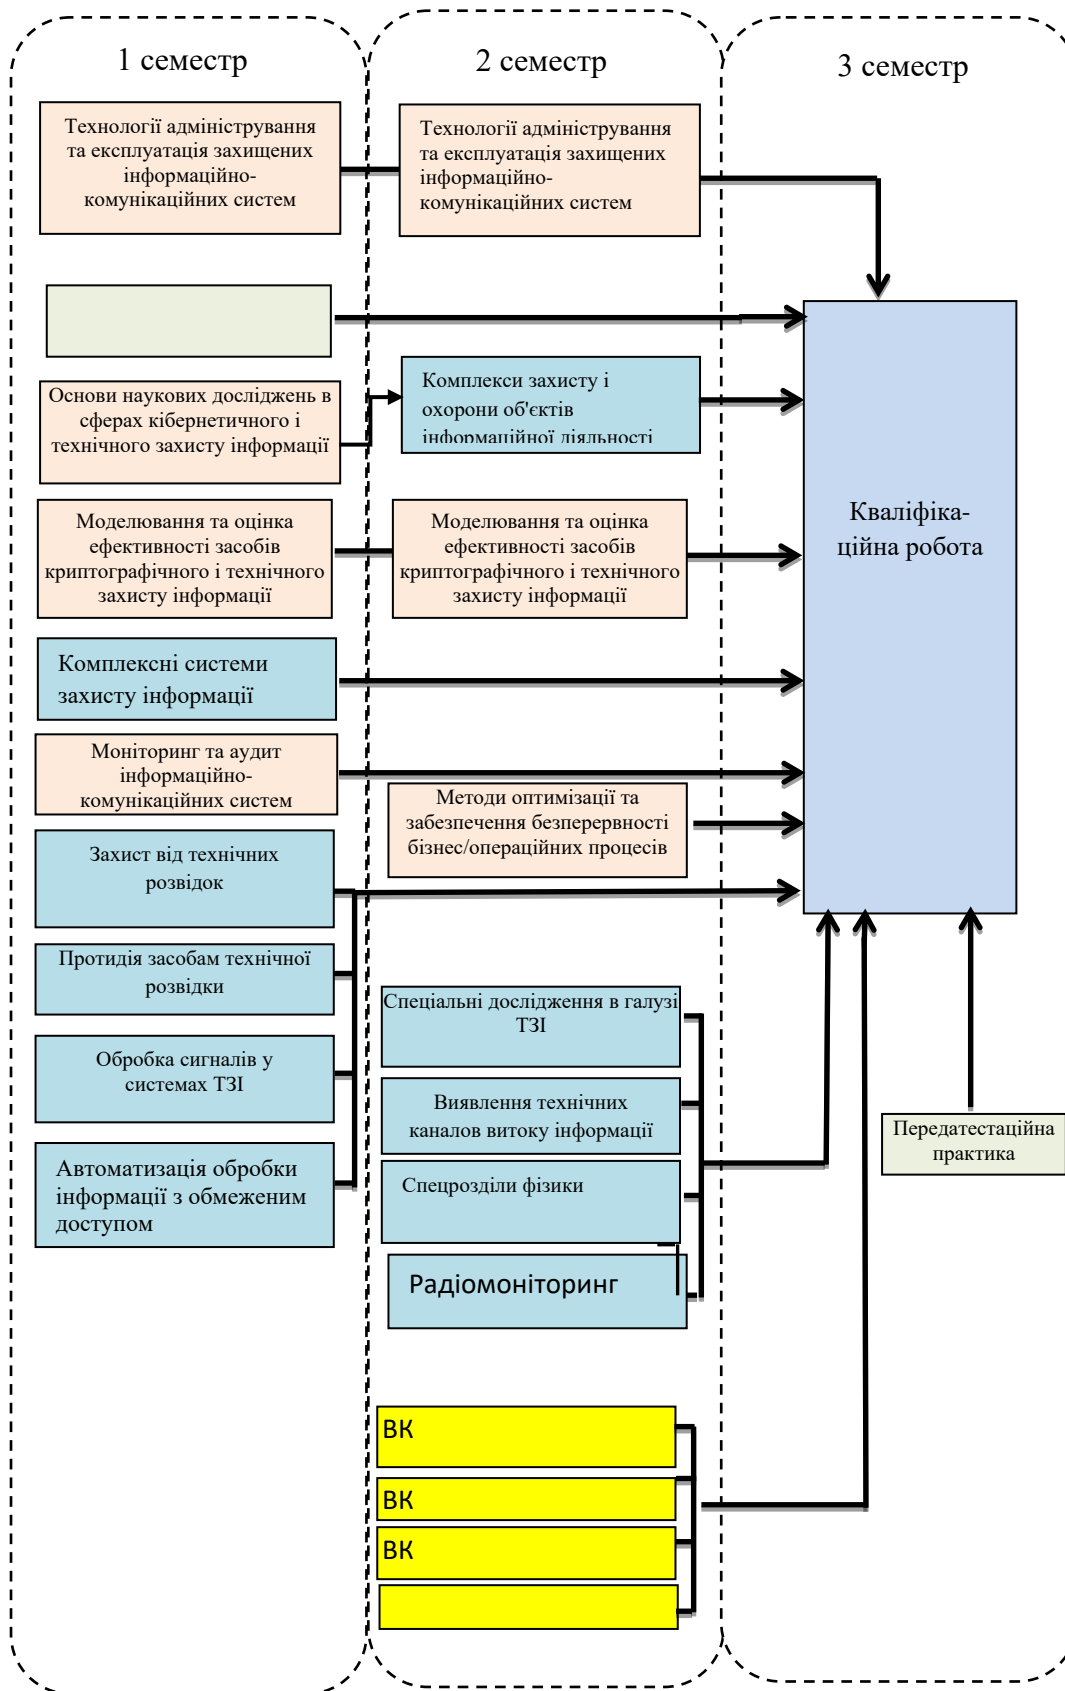 1 семестр
Технології адміністрування
та експлуатація захищених
інформаційно-
комунікаційних систем
Основи наукових досліджень в
сферах кібернетичного і
технічного захисту інформації
Моделювання та оцінка
ефективності засобів
криптографічного і технічного
захисту інформації
Комплексні системи
захисту інформації
Моніторинг та аудит
інформаційно-
комунікаційних систем
Захист від технічних
розвідок
Протидія засобам технічної
розвідки
Обробка сигналів у
системах ТЗІ
Автоматизація обробки
інформації з обмеженим
доступом
2 семестр
Технології адміністрування
та експлуатація захищених
інформаційно-
комунікаційних систем
Комплекси захисту і
охорони об'єктів
інформаційної діяльності
Моделювання та оцінка
ефективності засобів
криптографічного і технічного
захисту інформації
Методи оптимізації та
забезпечення безперервності
бізнес/операційних процесів
Спеціальні дослідження в галузі
ТЗІ
Виявлення технічних
каналов витоку інформації
Спецрозділи фізики
Радіомоніторинг
ВК
ВК
ВК
3 семестр
Кваліфіка-
ційна робота
Передатестаційна
практика